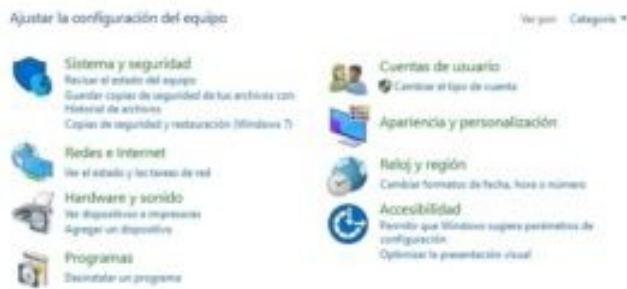 Ajustar la configuración del equipo
Ver por: Categoría
Sistema y seguridad
Revisar el estado del equipo
Guardar copias de seguridad de tus archivos con
Historial de archivos
Copias de seguridad y restauración (Windows 7)
Redes e Internet
Ver el estado y las tareas de red
Hardware y sonido
Ver dispositivos e impresoras
Agregar un dispositivo
Programas
Desinstalar un programa
Cuentas de usuario
Cambiar el tipo de cuenta
Apariencia y personalización
Reloj y región
Cambiar formatos de fecha, hora o número
Accesibilidad
Permitir que Windows sugiera parámetros de
configuración
Optimizar la presentación visual